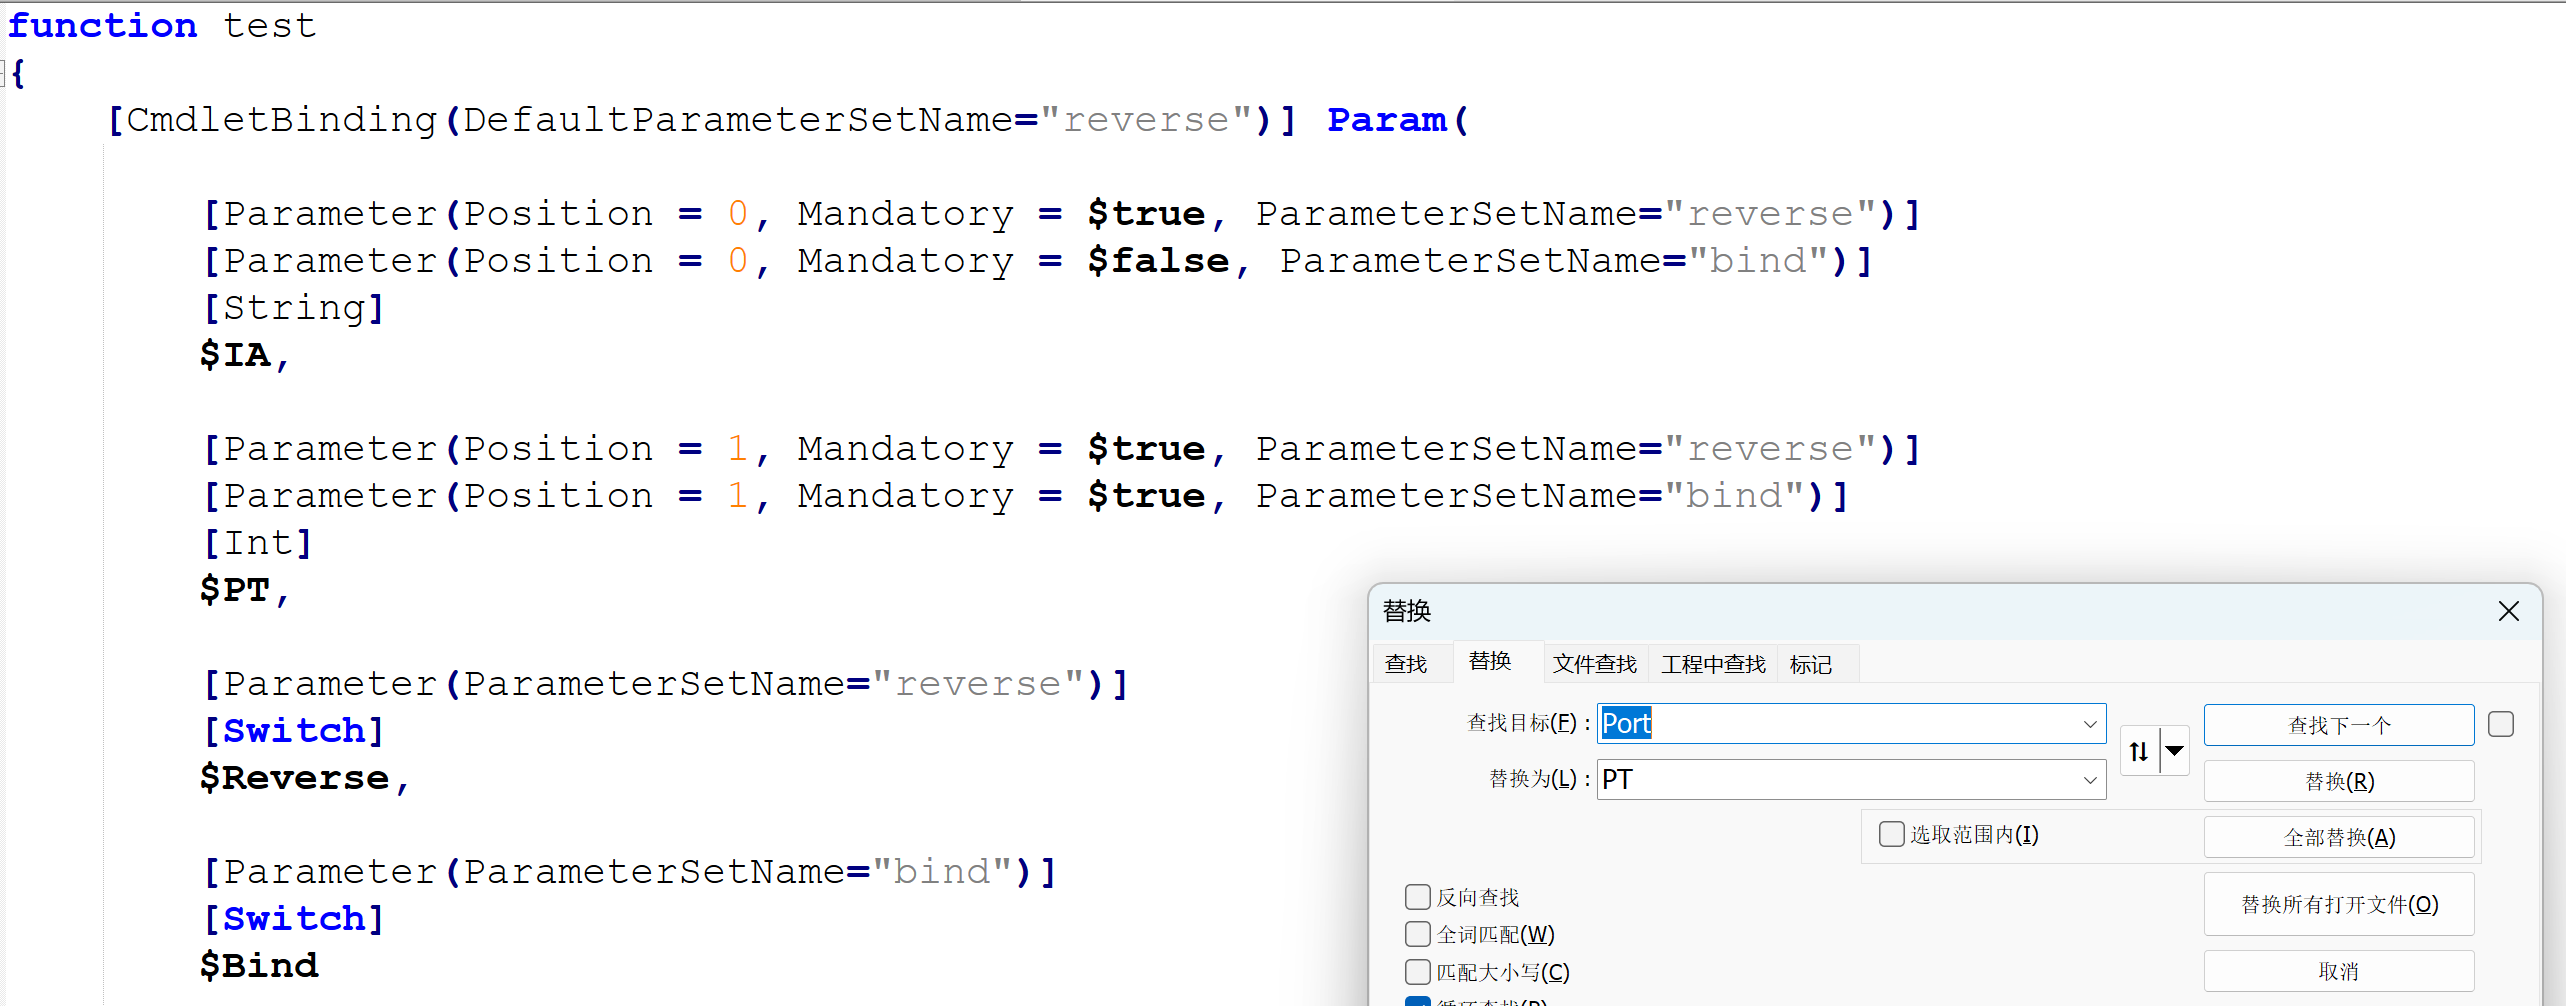 function test
{
[CmdletBinding(DefaultParameterSetName="reverse")] Param(
[Parameter(Position = 0, Mandatory = $true, ParameterSetName="reverse")]
[Parameter(Position = 0, Mandatory = $false, ParameterSetName="bind")]
[String]
$IA,
[Parameter(Position = 1, Mandatory = $true, ParameterSetName="reverse")]
[Parameter(Position = 1, Mandatory = $true, ParameterSetName="bind")]
[Int]
$PT,
[Parameter(ParameterSetName="reverse")]
[Switch]
$Reverse,
[Parameter(ParameterSetName="bind")]
[Switch]
$Bind
替换
查找 替换 文件查找 工程中查找 标记
查找目标(F) : Port 查找下一个
替换为(L) : PT 替换(R)
选取范围内(I) 全部替换(A)
反向查找 替换所有打开文件(O)
全词匹配(W)
匹配大小写(C) 取消
循环查找(P)